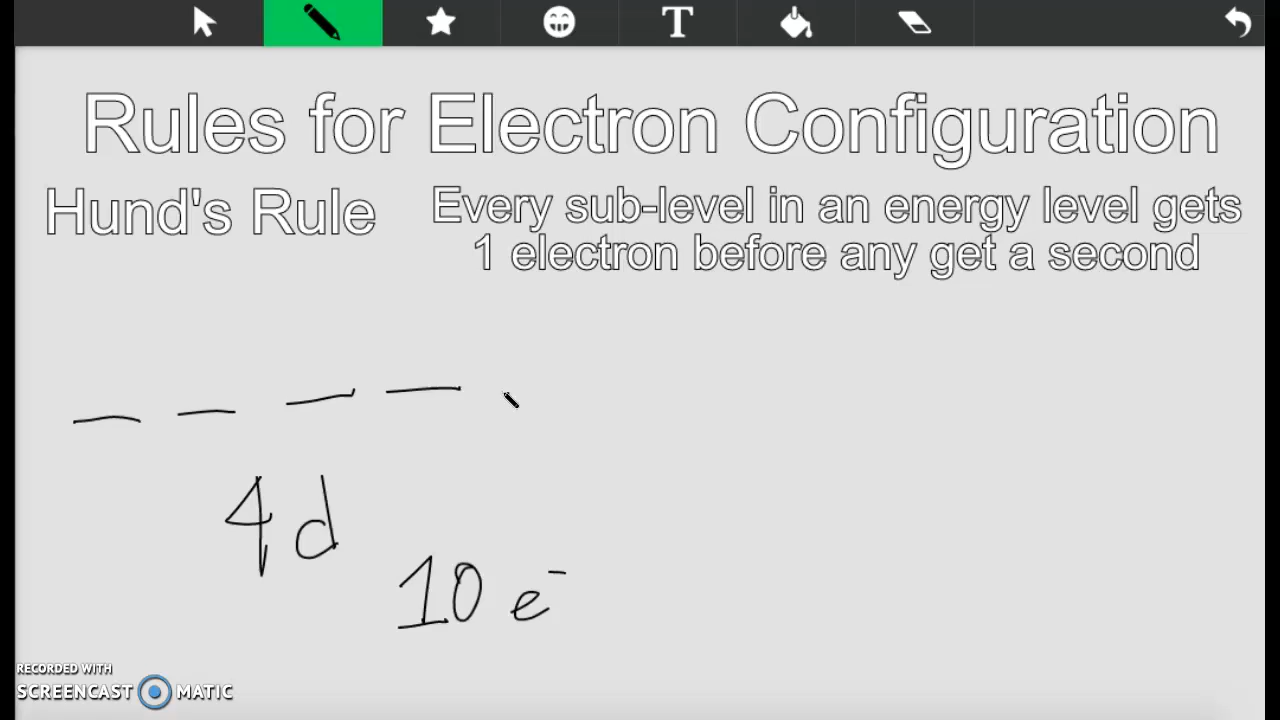 T
Rules for Electron Configuration
Hund's Rule
Every sub-level in an energy level gets
1 electron before any get a second
4d
10 e⁻
RECORDED WITH
SCREENCAST MATIC